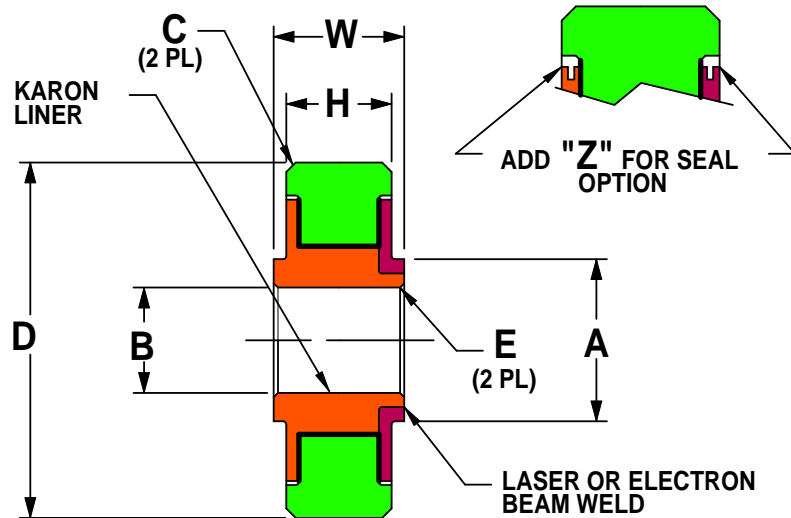 W
C
(2 PL)
H
KARON
LINER
ADD "Z" FOR SEAL
OPTION
D
B
E
(2 PL)
A
LASER OR ELECTRON
BEAM WELD